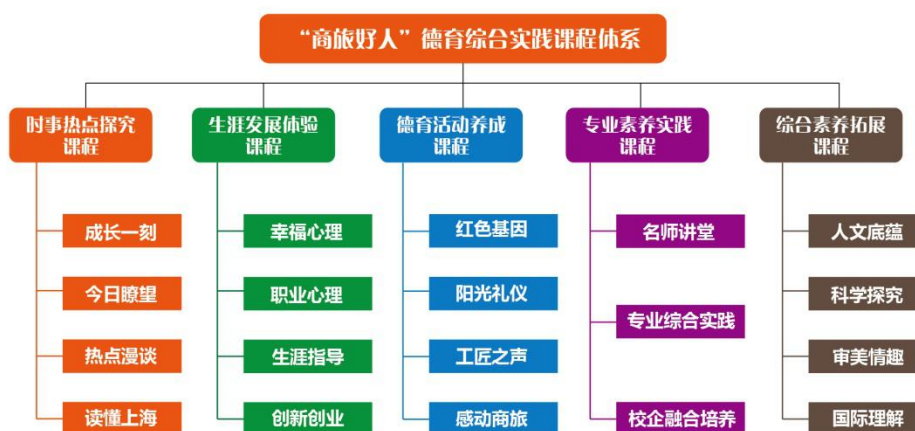 “商旅好人”德育综合实践课程体系
时事热点探究
课程
成长一刻
今日瞭望
热点漫谈
读懂上海
生涯发展体验
课程
幸福心理
职业心理
生涯指导
创新创业
德育活动养成
课程
红色基因
阳光礼仪
工匠之声
感动商旅
专业素养实践
课程
名师讲堂
专业综合实践
校企融合培养
综合素养拓展
课程
人文底蕴
科学探究
审美情趣
国际理解